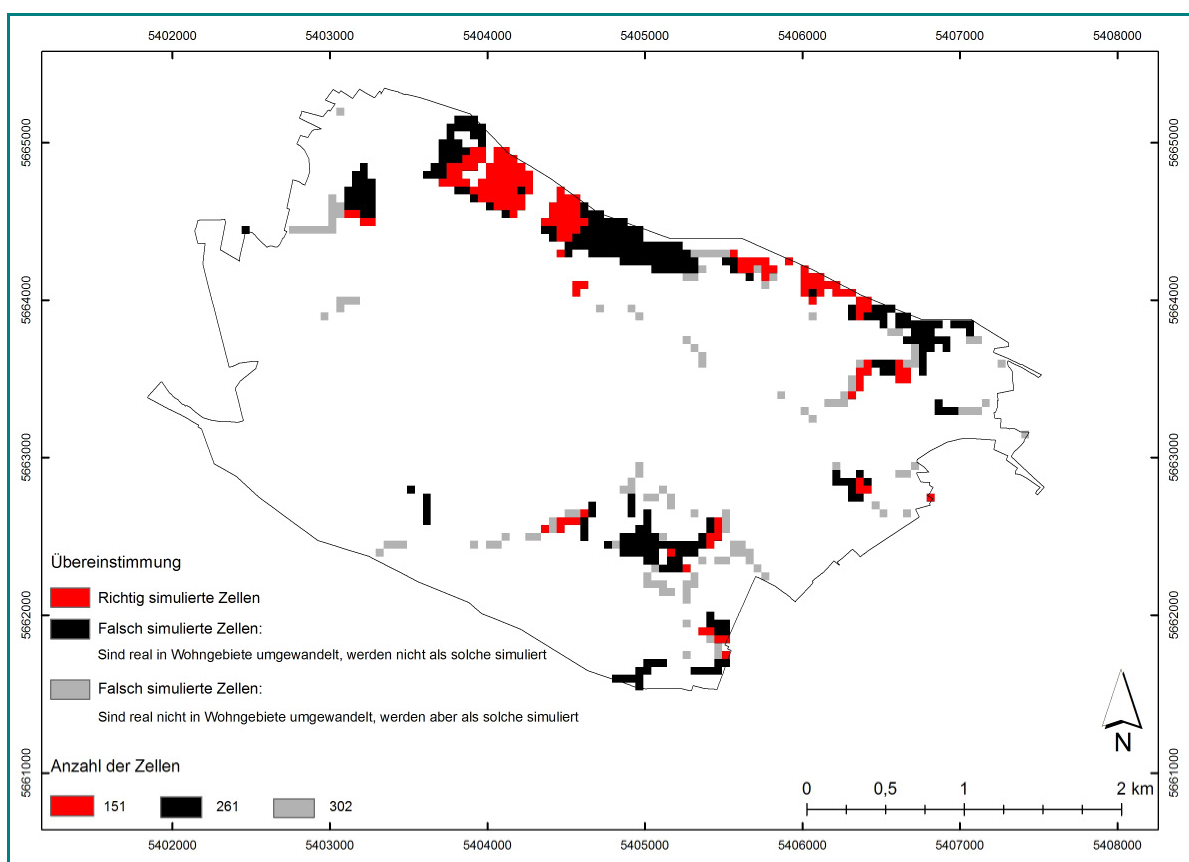 5402000 5403000 5404000 5405000 5406000 5407000 5408000
5665000 5665000
5664000 5664000
5663000 5663000
5662000 5662000
5661000 5661000
Übereinstimmung
Richtig simulierte Zellen
Falsch simulierte Zellen:
Sind real in Wohngebiete umgewandelt, werden nicht als solche simuliert
Falsch simulierte Zellen:
Sind real nicht in Wohngebiete umgewandelt, werden aber als solche simuliert
Anzahl der Zellen
151 261 302
N
0 0,5 1 2 km
5402000 5403000 5404000 5405000 5406000 5407000 5408000